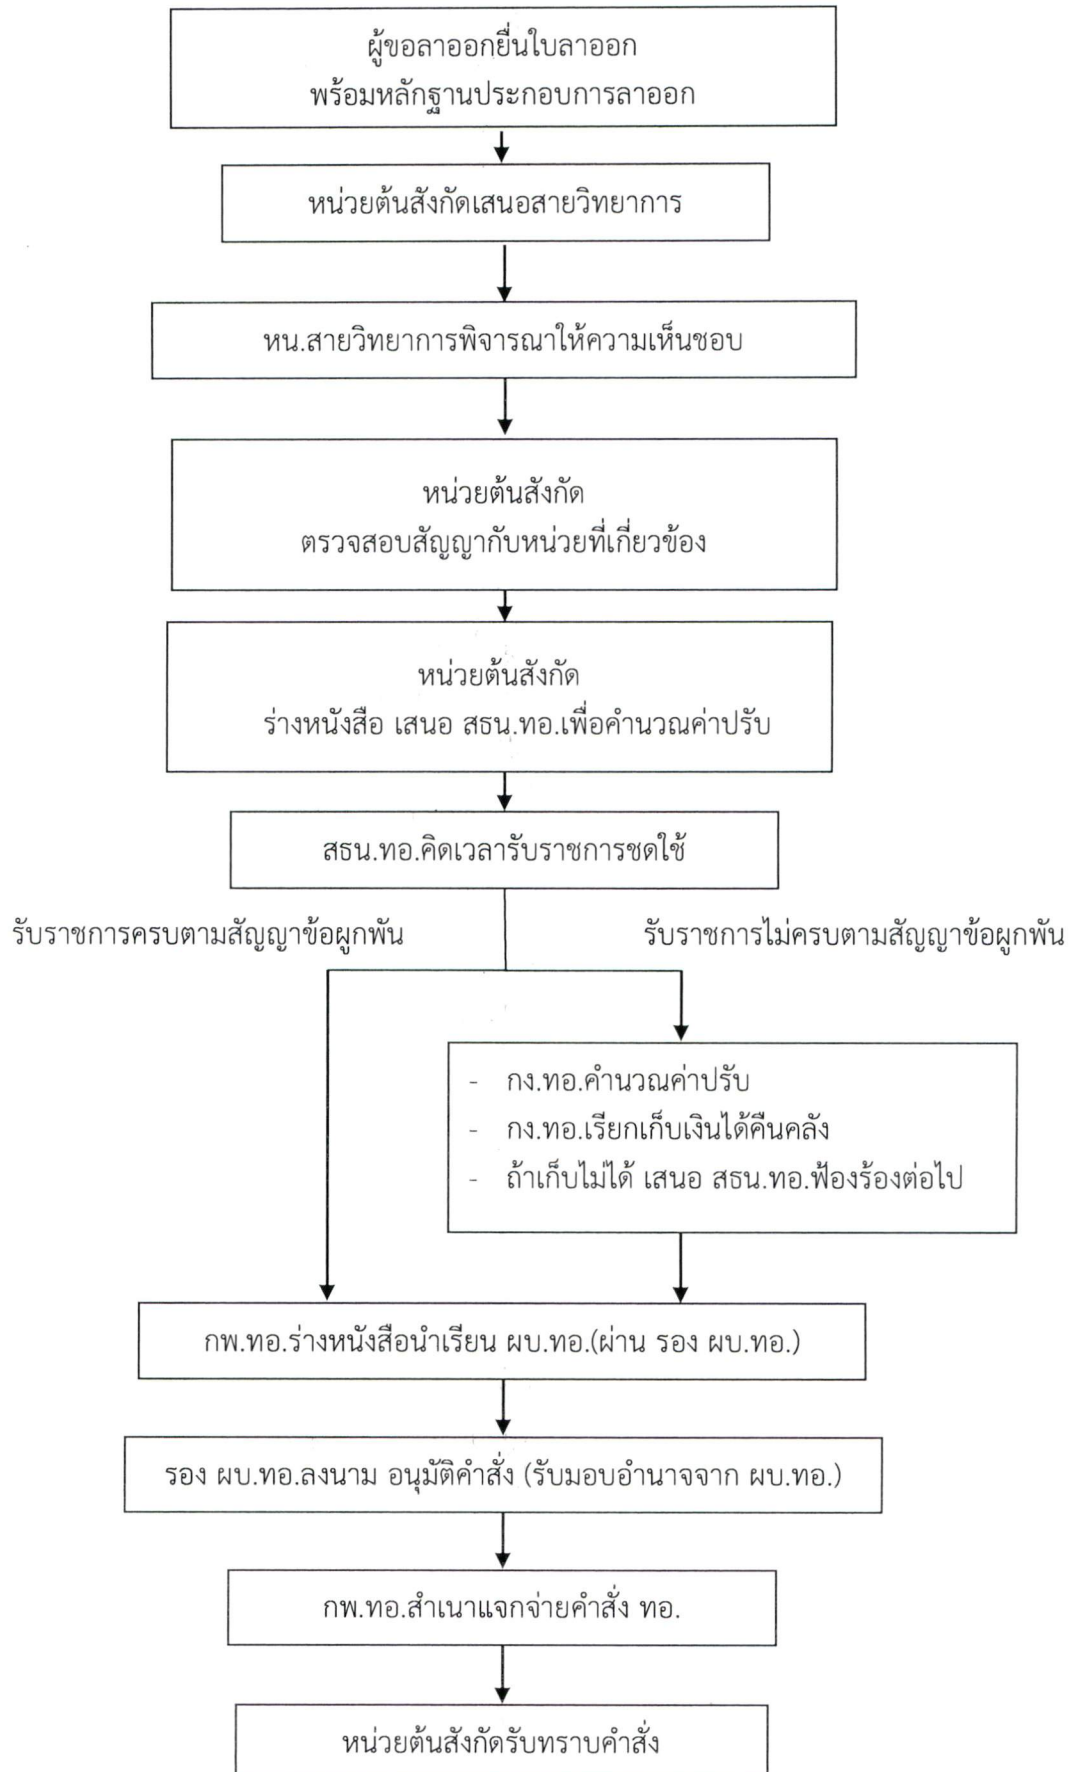 ผู้ขอลาออกยื่นใบลาออก
พร้อมหลักฐานประกอบการลาออก
หน่วยต้นสังกัดเสนอสายวิทยาการ
หน.สายวิทยาการพิจารณาให้ความเห็นชอบ
หน่วยต้นสังกัด
ตรวจสอบสัญญากับหน่วยที่เกี่ยวข้อง
หน่วยต้นสังกัด
ร่างหนังสือ เสนอ สธน.ทอ.เพื่อคำนวณค่าปรับ
สธน.ทอ.คิดเวลารับราชการชดใช้
รับราชการครบตามสัญญาข้อผูกพัน
รับราชการไม่ครบตามสัญญาข้อผูกพัน
- กง.ทอ.คำนวณค่าปรับ
- กง.ทอ.เรียกเก็บเงินได้คืนคลัง
- ถ้าเก็บไม่ได้ เสนอ สธน.ทอ.ฟ้องร้องต่อไป
กพ.ทอ.ร่างหนังสือนำเรียน ผบ.ทอ.(ผ่าน รอง ผบ.ทอ.)
รอง ผบ.ทอ.ลงนาม อนุมัติคำสั่ง (รับมอบอำนาจจาก ผบ.ทอ.)
กพ.ทอ.สำเนาแจกจ่ายคำสั่ง ทอ.
หน่วยต้นสังกัดรับทราบคำสั่ง